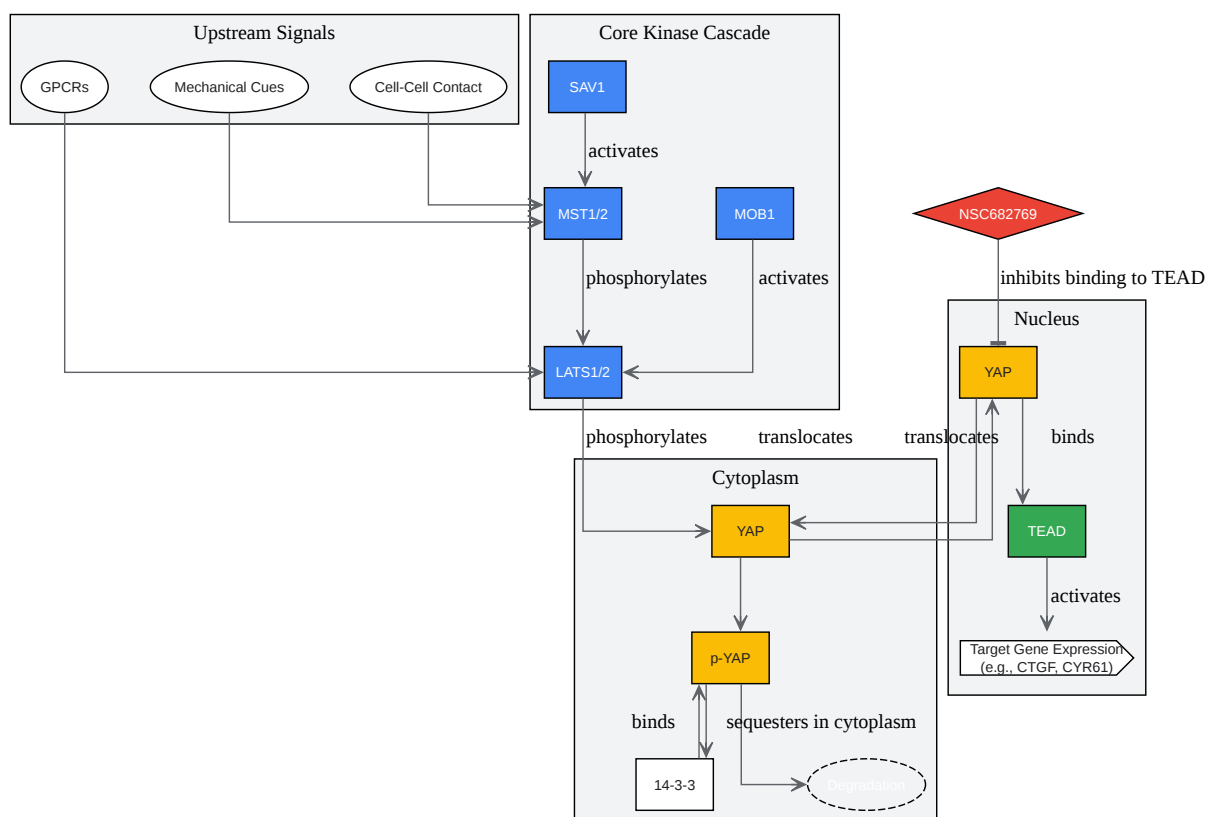 Upstream Signals
Core Kinase Cascade
GPCRs
Mechanical Cues
Cell-Cell Contact
SAV1
activates
MST1/2
MOB1
NSC682769
phosphorylates
activates
inhibits binding to TEAD
Nucleus
LATS1/2
YAP
phosphorylates
translocates
translocates
binds
Cytoplasm
YAP
TEAD
activates
p-YAP
Target Gene Expression
(e.g., CTGF, CYR61)
binds
sequesters in cytoplasm
14-3-3
Degradation